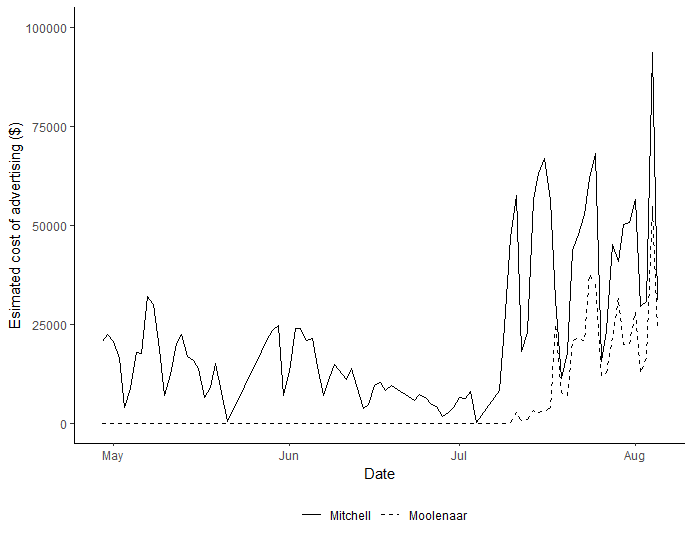 100000
75000
50000
25000
0
Esimated cost of advertising ($)
May Jun Jul Aug
Date
Mitchell Moolenaar